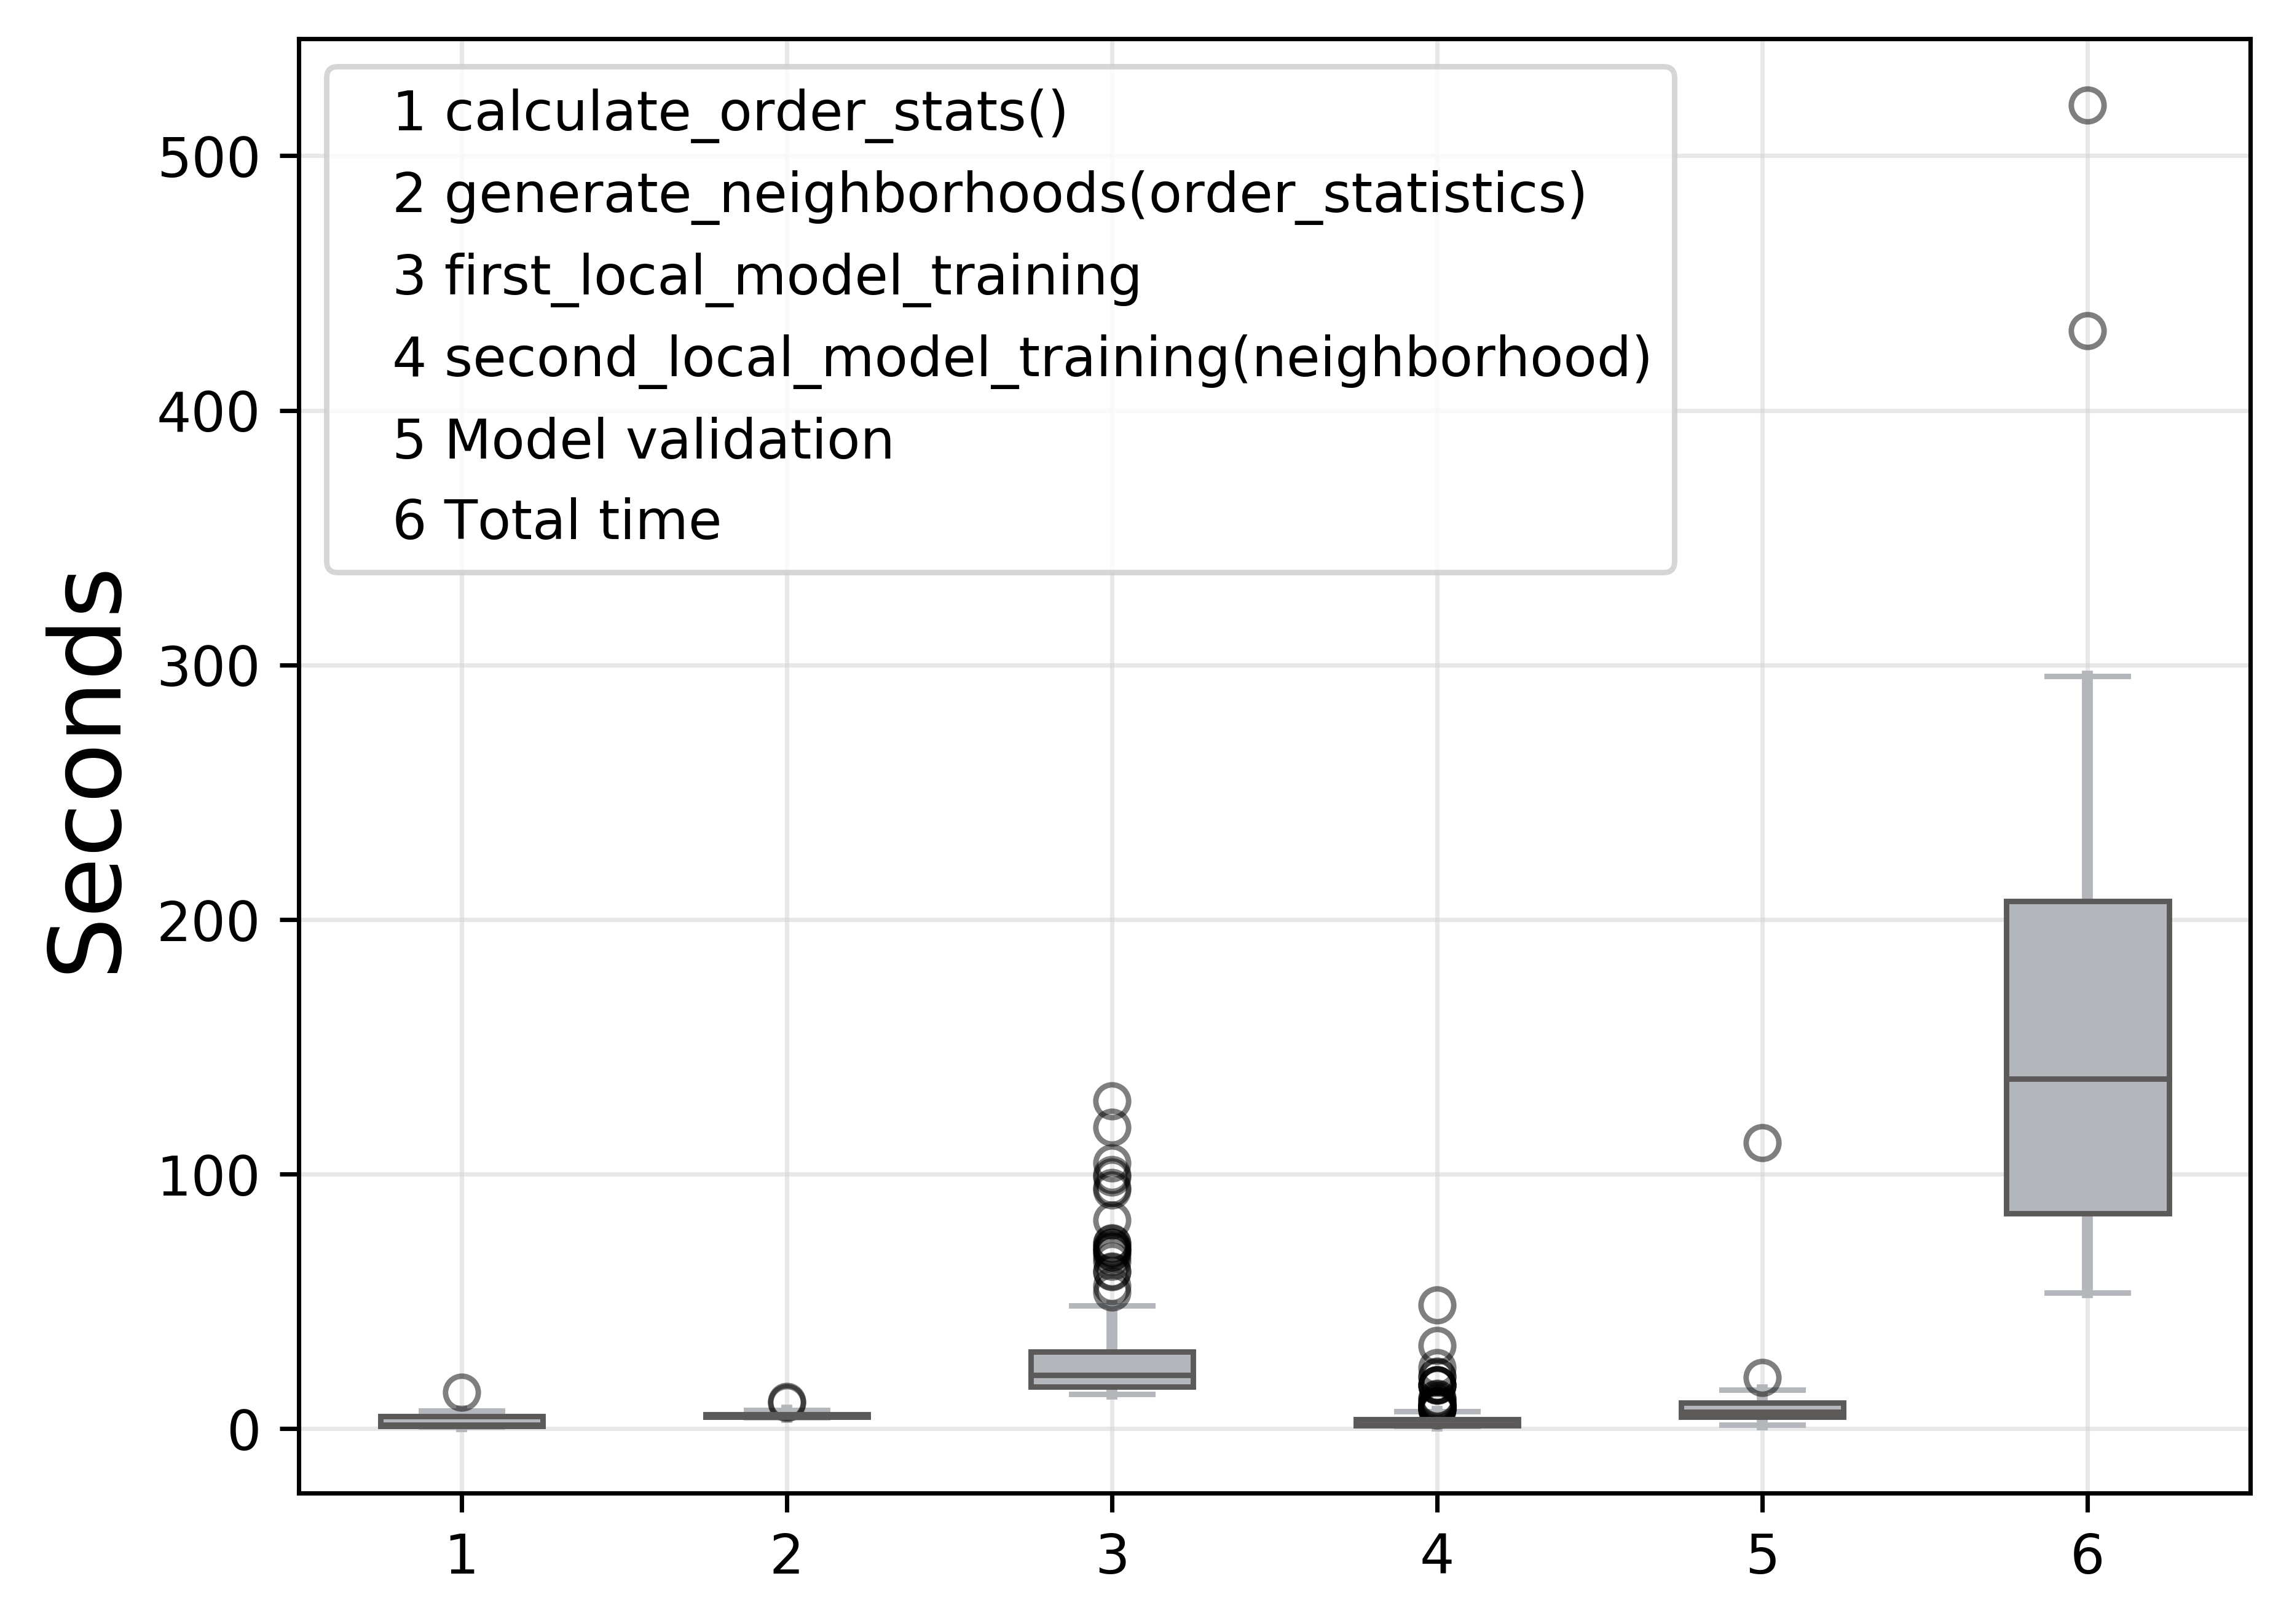 1 calculate_order_stats()
2 generate_neighborhoods(order_statistics)
3 first_local_model_training
4 second_local_model_training(neighborhood)
5 Model validation
6 Total time
Seconds
500
400
300
200
100
0
1 2 3 4 5 6